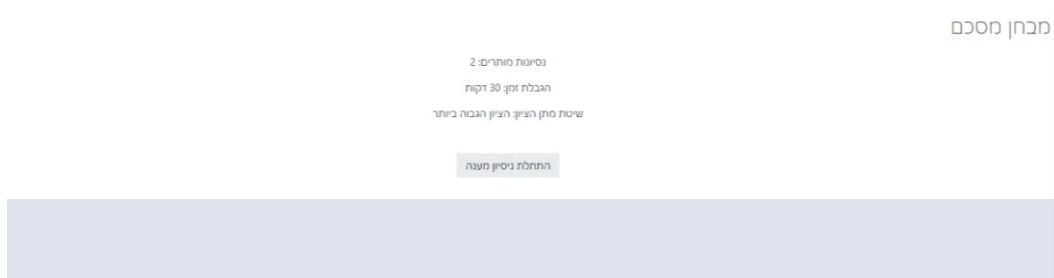 מבחן מסכם
נסיונות מותרים: 2
הגבלת זמן: 30 דקות
שיטת מתן הציון: הציון הגבוה ביותר
התחלת ניסיון מענה